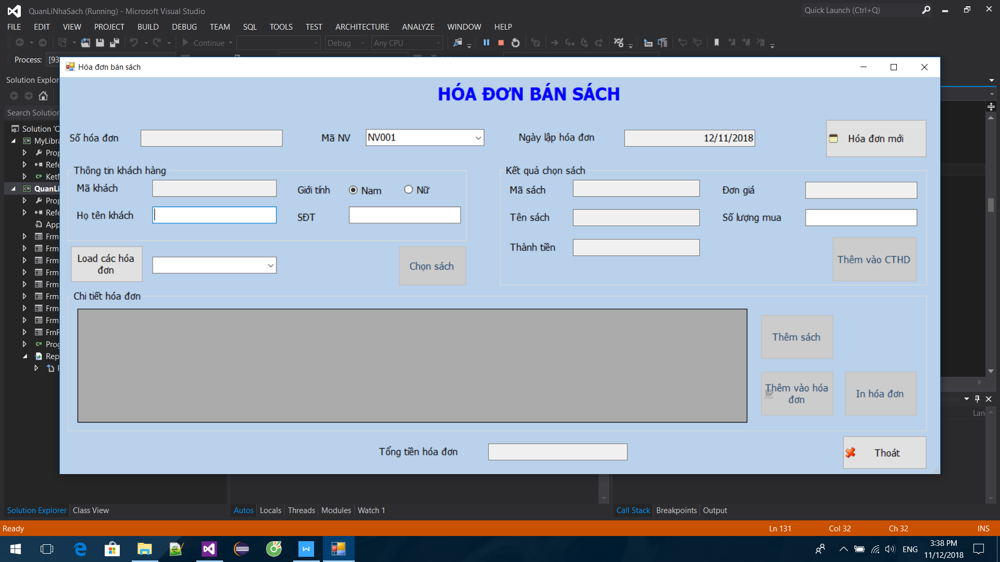 QuanLiNhaSach (Running) - Microsoft Visual Studio
Quick Launch (Ctrl+Q)
FILE EDIT VIEW PROJECT BUILD DEBUG TEAM SQL TOOLS TEST ARCHITECTURE ANALYZE WINDOW HELP
Continue Debug Any CPU
Process: [93
Hóa đơn bán sách
Solution Explor
Search Solution
Solution 'Q
MyLibra
Prop
Refe
KetN
QuanLi
Prop
Refe
App
Frm
Frm
Frm
Frm
Frm
Frm
Frm
Frm
FrnR
Prog
Rep
HÓA ĐƠN BÁN SÁCH
Số hóa đơn
Mã NV NV001
Ngày lập hóa đơn 12/11/2018
Hóa đơn mới
Thông tin khách hàng
Mã khách
Giới tính Nam Nữ
Họ tên khách
SĐT
Kết quả chọn sách
Mã sách
Đơn giá
Tên sách
Số lượng mua
Thành tiền
Thêm vào CTHD
Load các hóa
đơn
Chọn sách
Chi tiết hóa đơn
Thêm sách
Thêm vào hóa
đơn
In hóa đơn
Tổng tiền hóa đơn
Thoát
Lan
Solution Explorer Class View
Autos Locals Threads Modules Watch 1
Call Stack Breakpoints Output
Ready
Ln 131 Col 32 Ch 32 INS
ENG
3:38 PM
11/12/2018